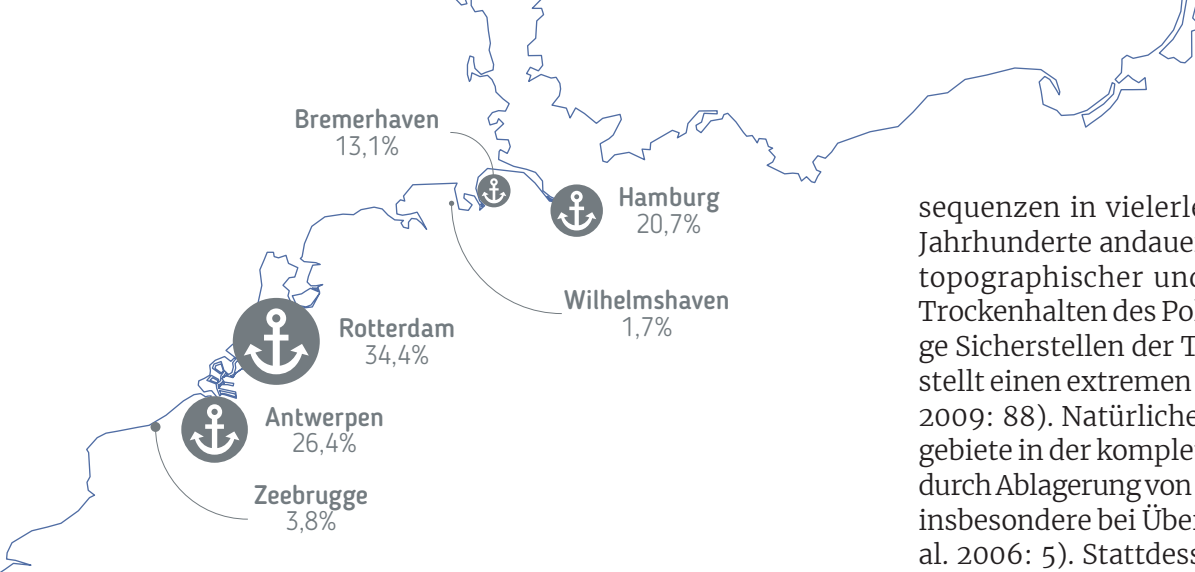 Bremerhaven
13,1%
Hamburg
20,7%
Wilhelmshaven
1,7%
Rotterdam
34,4%
Antwerpen
26,4%
Zeebrugge
3,8%
sequenzen in vielerle
Jahrhunderte andaue
topographischer und
Trockenhalten des Pol
ge Sicherstellen der T
stellt einen extremen
2009: 88). Natürliche
gebiete in der komple
durch Ablagerung von
insbesondere bei Über
al. 2006: 5). Stattdess